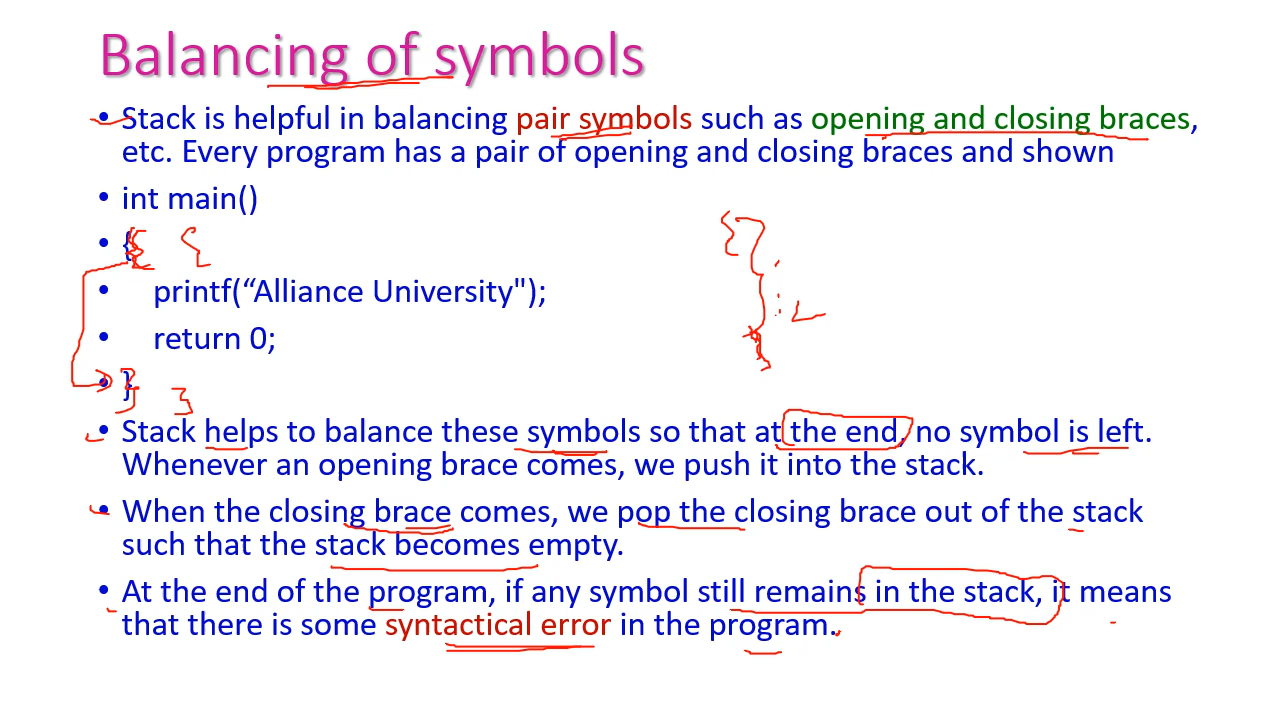 Balancing of symbols
• Stack is helpful in balancing pair symbols such as opening and closing braces,
etc. Every program has a pair of opening and closing braces and shown
• int main()
• { { {
• printf(“Alliance University");
• return 0;
• } } }
• Stack helps to balance these symbols so that at the end, no symbol is left.
Whenever an opening brace comes, we push it into the stack.
• When the closing brace comes, we pop the closing brace out of the stack
such that the stack becomes empty.
• At the end of the program, if any symbol still remains in the stack, it means
that there is some syntactical error in the program.